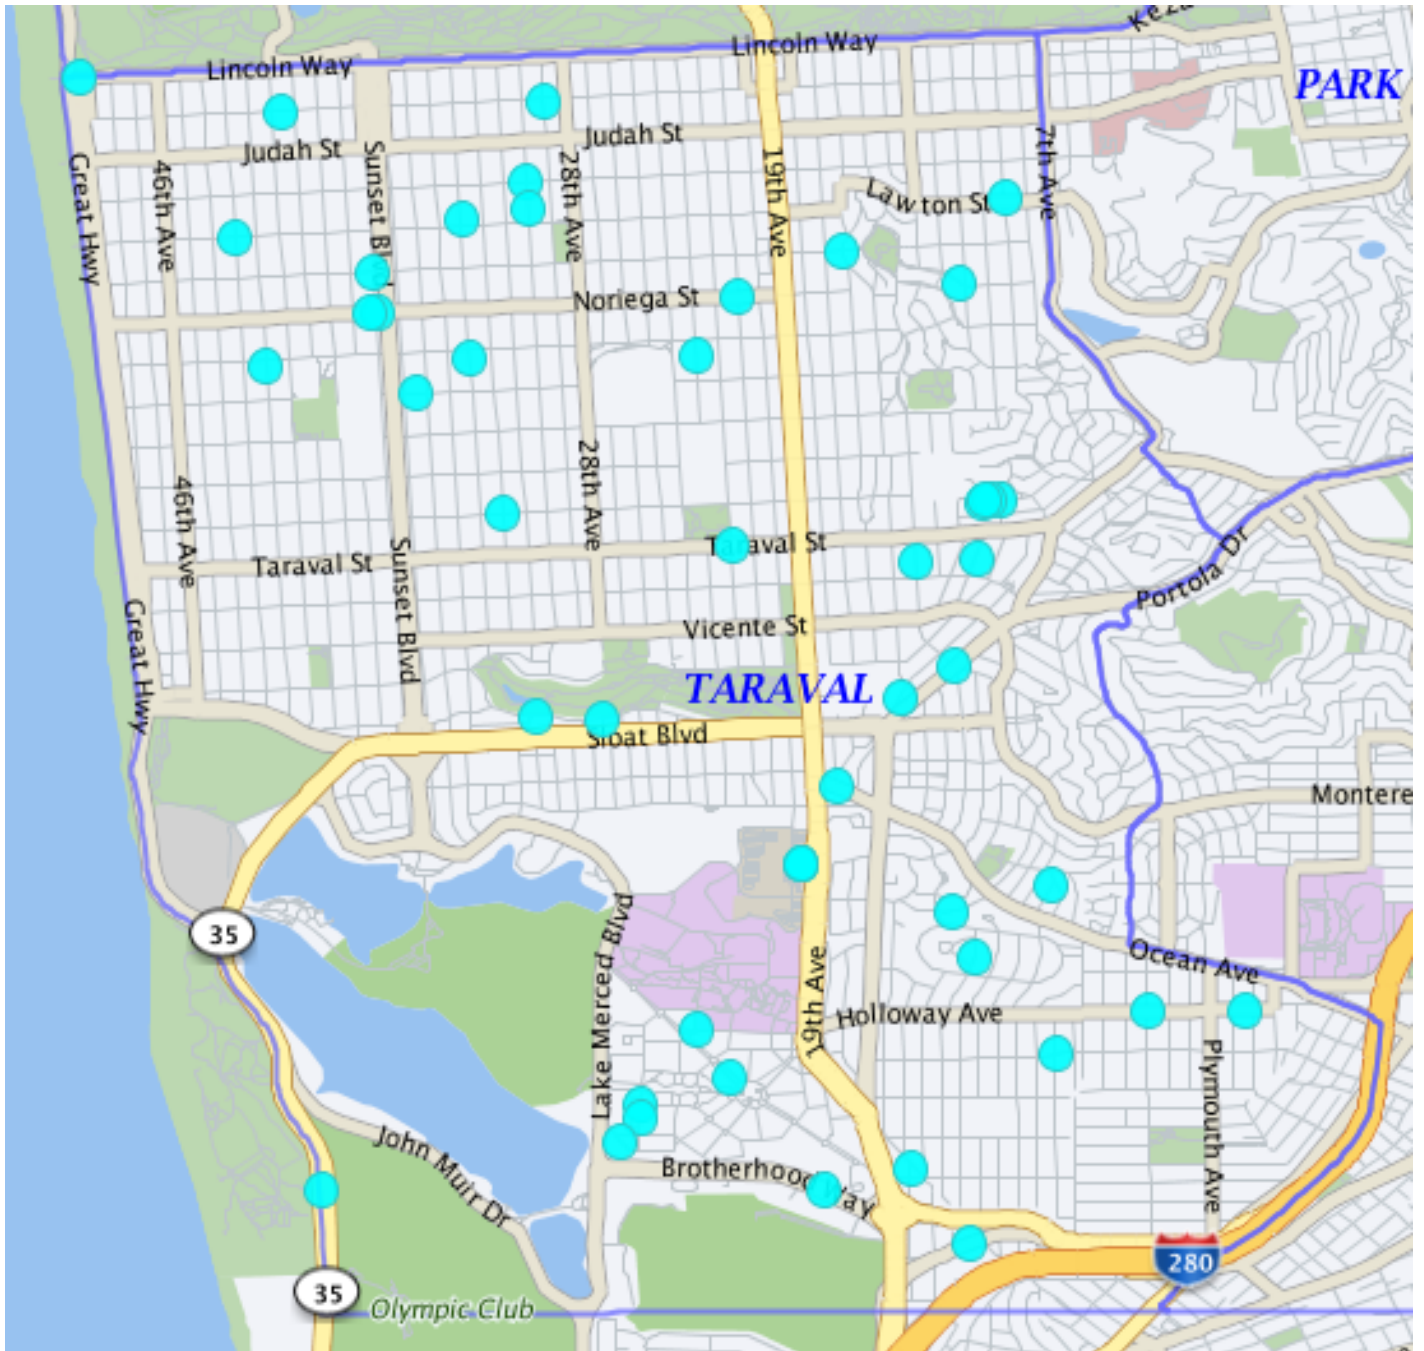 Lincoln Way
Lincoln Way
PARK
Judah St
Judah St
Great Hwy
46th Ave
Sunset Bl
28th Ave
19th Ave
7th Ave
Lawton St
Noriega St
28th Ave
46th Ave
Taraval St
Taraval St
Sunset Blvd
Portola Dr
Great Hwy
Vicente St
TARAVAL
Sloat Blvd
Montere
35
Lake Merced Blvd
19th Ave
Ocean Ave
Holloway Ave
Plymouth Ave
John Muir Dr
Brotherhood Way
280
35
Olympic Club